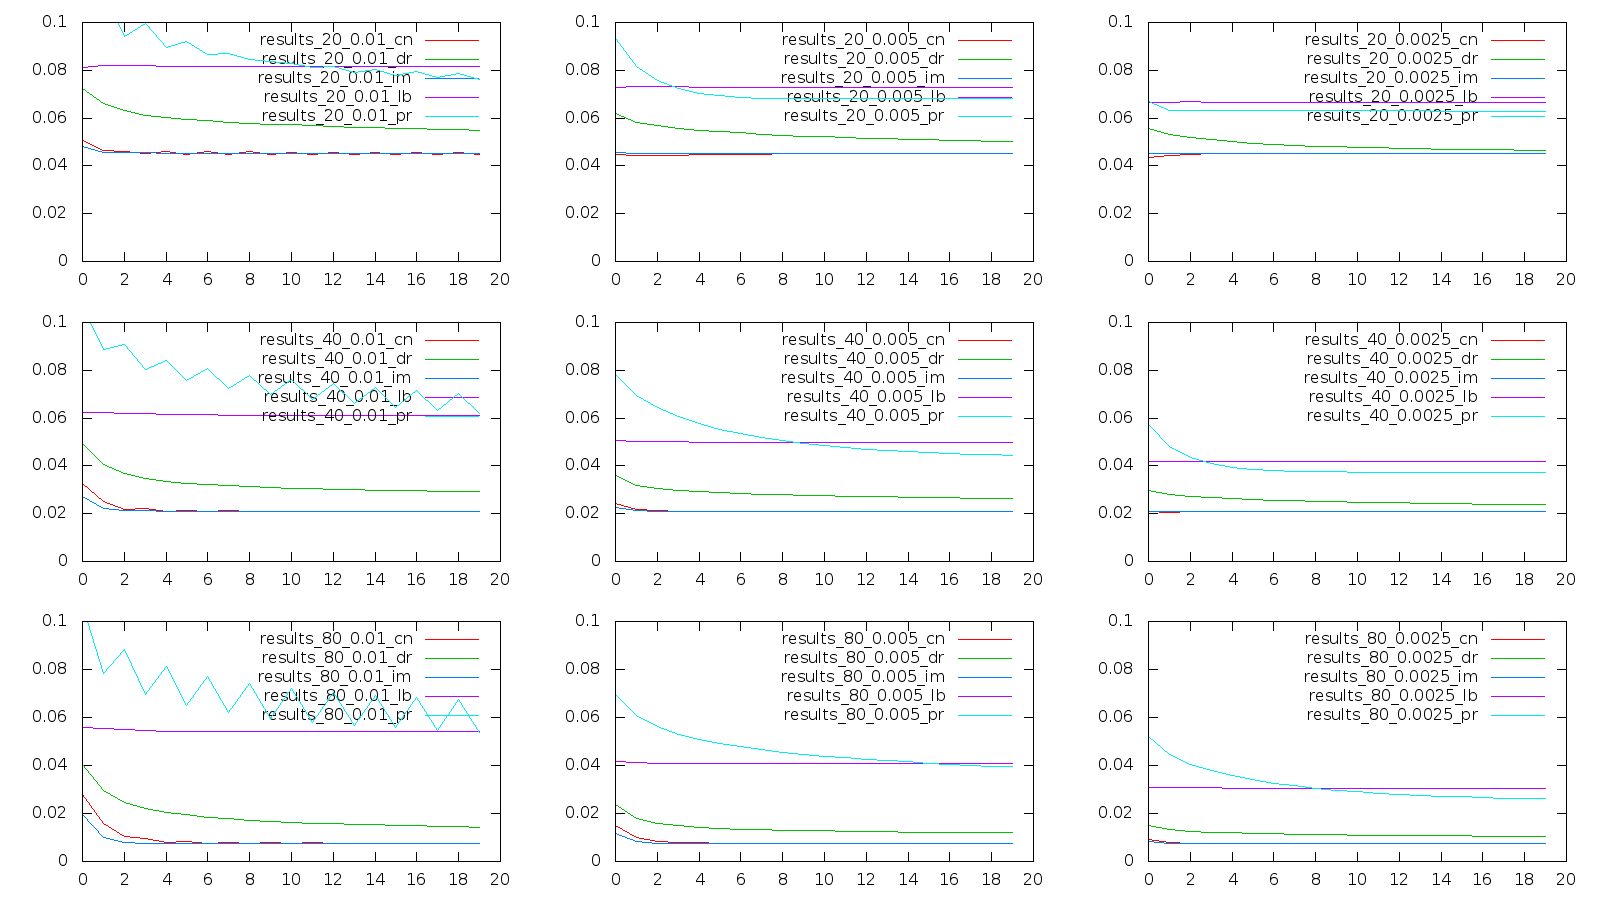 0.1
results_20_0.01_cn
results_20_0.01_dr
0.08
results_20_0.01_im
results_20_0.01_lb
results_20_0.01_pr
0.06
0.04
0.02
0
0 2 4 6 8 10 12 14 16 18 20
0.1
results_20_0.005_cn
results_20_0.005_dr
0.08
results_20_0.005_im
results_20_0.005_lb
results_20_0.005_pr
0.06
0.04
0.02
0
0 2 4 6 8 10 12 14 16 18 20
0.1
results_20_0.0025_cn
results_20_0.0025_dr
0.08
results_20_0.0025_im
results_20_0.0025_lb
results_20_0.0025_pr
0.06
0.04
0.02
0
0 2 4 6 8 10 12 14 16 18 20
0.1
results_40_0.01_cn
results_40_0.01_dr
0.08
results_40_0.01_im
results_40_0.01_lb
results_40_0.01_pr
0.06
0.04
0.02
0
0 2 4 6 8 10 12 14 16 18 20
0.1
results_40_0.005_cn
results_40_0.005_dr
0.08
results_40_0.005_im
results_40_0.005_lb
results_40_0.005_pr
0.06
0.04
0.02
0
0 2 4 6 8 10 12 14 16 18 20
0.1
results_40_0.0025_cn
results_40_0.0025_dr
0.08
results_40_0.0025_im
results_40_0.0025_lb
results_40_0.0025_pr
0.06
0.04
0.02
0
0 2 4 6 8 10 12 14 16 18 20
0.1
results_80_0.01_cn
results_80_0.01_dr
0.08
results_80_0.01_im
results_80_0.01_lb
results_80_0.01_pr
0.06
0.04
0.02
0
0 2 4 6 8 10 12 14 16 18 20
0.1
results_80_0.005_cn
results_80_0.005_dr
0.08
results_80_0.005_im
results_80_0.005_lb
results_80_0.005_pr
0.06
0.04
0.02
0
0 2 4 6 8 10 12 14 16 18 20
0.1
results_80_0.0025_cn
results_80_0.0025_dr
0.08
results_80_0.0025_im
results_80_0.0025_lb
results_80_0.0025_pr
0.06
0.04
0.02
0
0 2 4 6 8 10 12 14 16 18 20